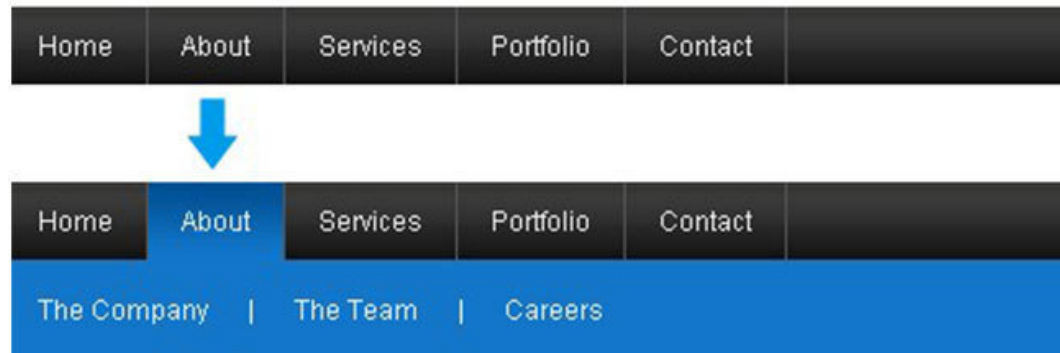 Home About Services Portfolio Contact
Home About Services Portfolio Contact
The Company | The Team | Careers